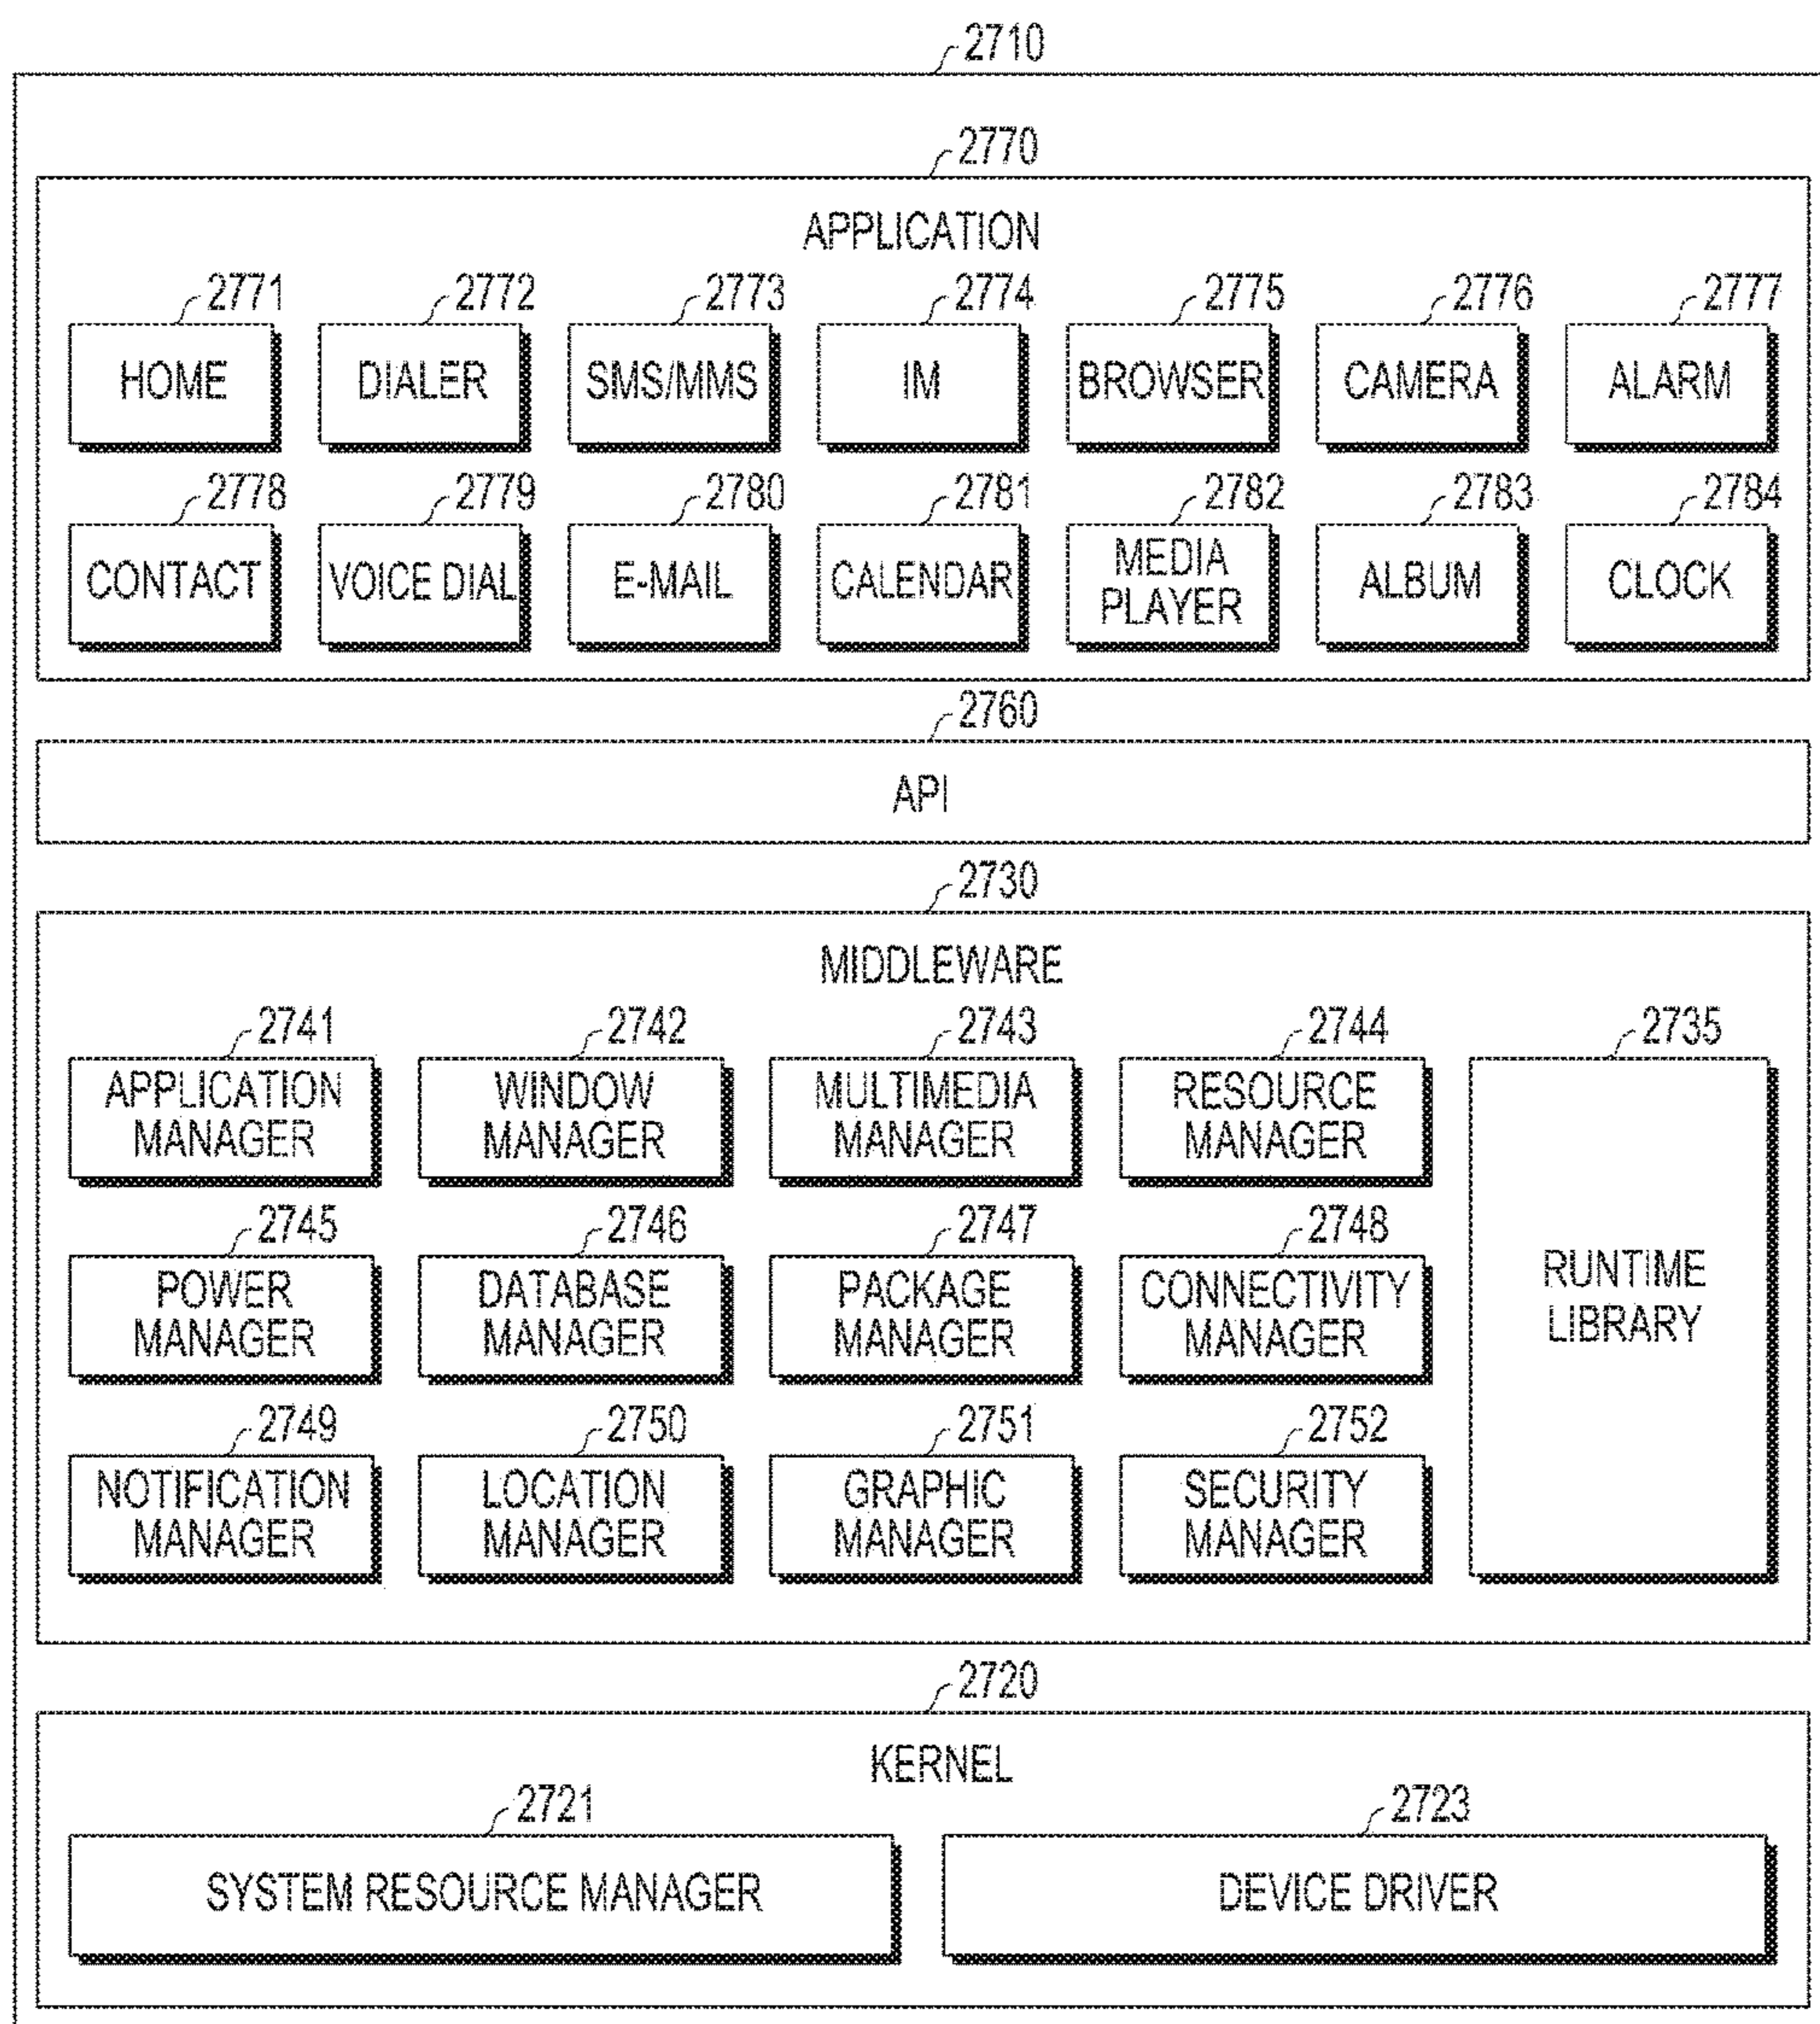 2710
2770
APPLICATION
2771 2772 2773 2774 2775 2776 2777
HOME DIALER SMS/MMS IM BROWSER CAMERA ALARM
2778 2779 2780 2781 2782 2783 2784
CONTACT VOICE DIAL E-MAIL CALENDAR MEDIA PLAYER ALBUM CLOCK
2760
API
2730
MIDDLEWARE
2741 2742 2743 2744 2735
APPLICATION MANAGER WINDOW MANAGER MULTIMEDIA MANAGER RESOURCE MANAGER
2745 2746 2747 2748
POWER MANAGER DATABASE MANAGER PACKAGE MANAGER CONNECTIVITY MANAGER RUNTIME LIBRARY
2749 2750 2751 2752
NOTIFICATION MANAGER LOCATION MANAGER GRAPHIC MANAGER SECURITY MANAGER
2720
KERNEL
2721 2723
SYSTEM RESOURCE MANAGER DEVICE DRIVER